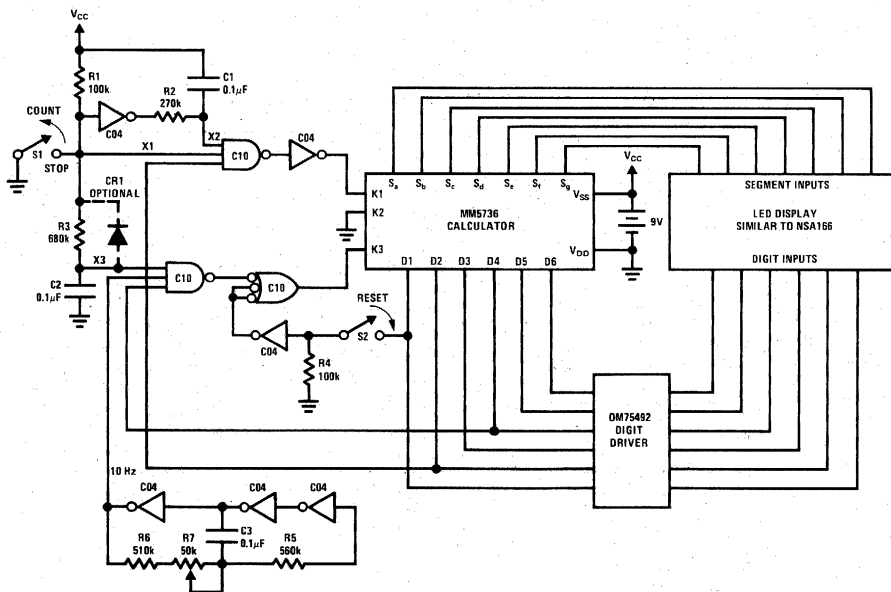 VCC
R1
100k
C1
0.1μF
R2
270k
COUNT
C04
X2
C04
S1
X1
C10
STOP
CR1
OPTIONAL
R3
680k
X3
C2
0.1μF
C10
C10
RESET
C04
S2
R4
100k
Sa Sb Sc Sd Se Sf Sg
K1
K2
K3
VSS
MM5736
CALCULATOR
VDD
D1 D2 D3 D4 D5 D6
VCC
9V
SEGMENT INPUTS
LED DISPLAY
SIMILAR TO NSA166
DIGIT INPUTS
DM75492
DIGIT
DRIVER
10 Hz
C04
C04
C04
C3
0.1μF
R6
510k
R7
50k
R5
560k